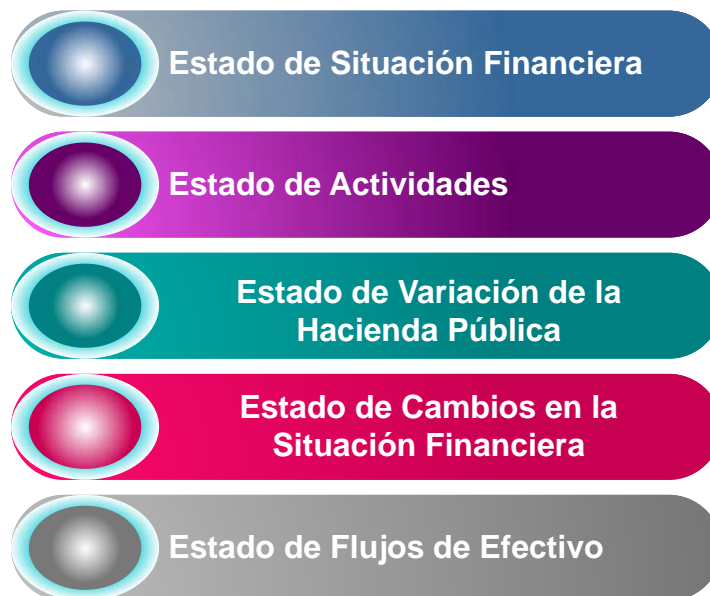 Estado de Situación Financiera
Estado de Actividades
Estado de Variación de la
Hacienda Pública
Estado de Cambios en la
Situación Financiera
Estado de Flujos de Efectivo